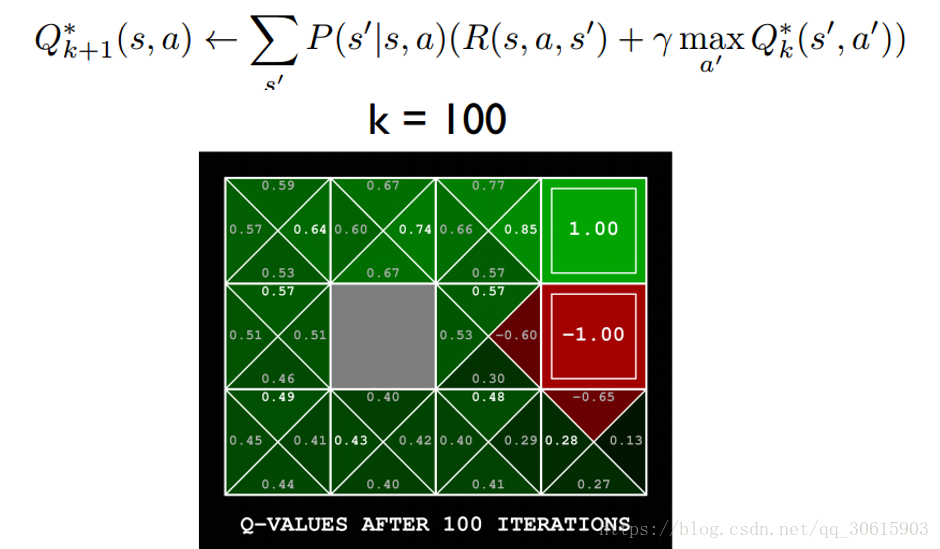 Q*k+1(s, a) ← ∑s′ P(s′|s, a)(R(s, a, s′) + γ maxa′ Q*k(s′, a′))
k = 100
0.59 0.67 0.77
0.57 0.64 0.60 0.74 0.66 0.85 1.00
0.53 0.67 0.57
0.57 0.57
0.51 0.51 0.53 -0.60 -1.00
0.46 0.30
0.49 0.40 0.48 -0.65
0.45 0.41 0.43 0.42 0.40 0.29 0.28 0.13
0.44 0.40 0.41 0.27
Q-VALUES AFTER 100 ITERATIONS
https://blog.csdn.net/qq_30615903